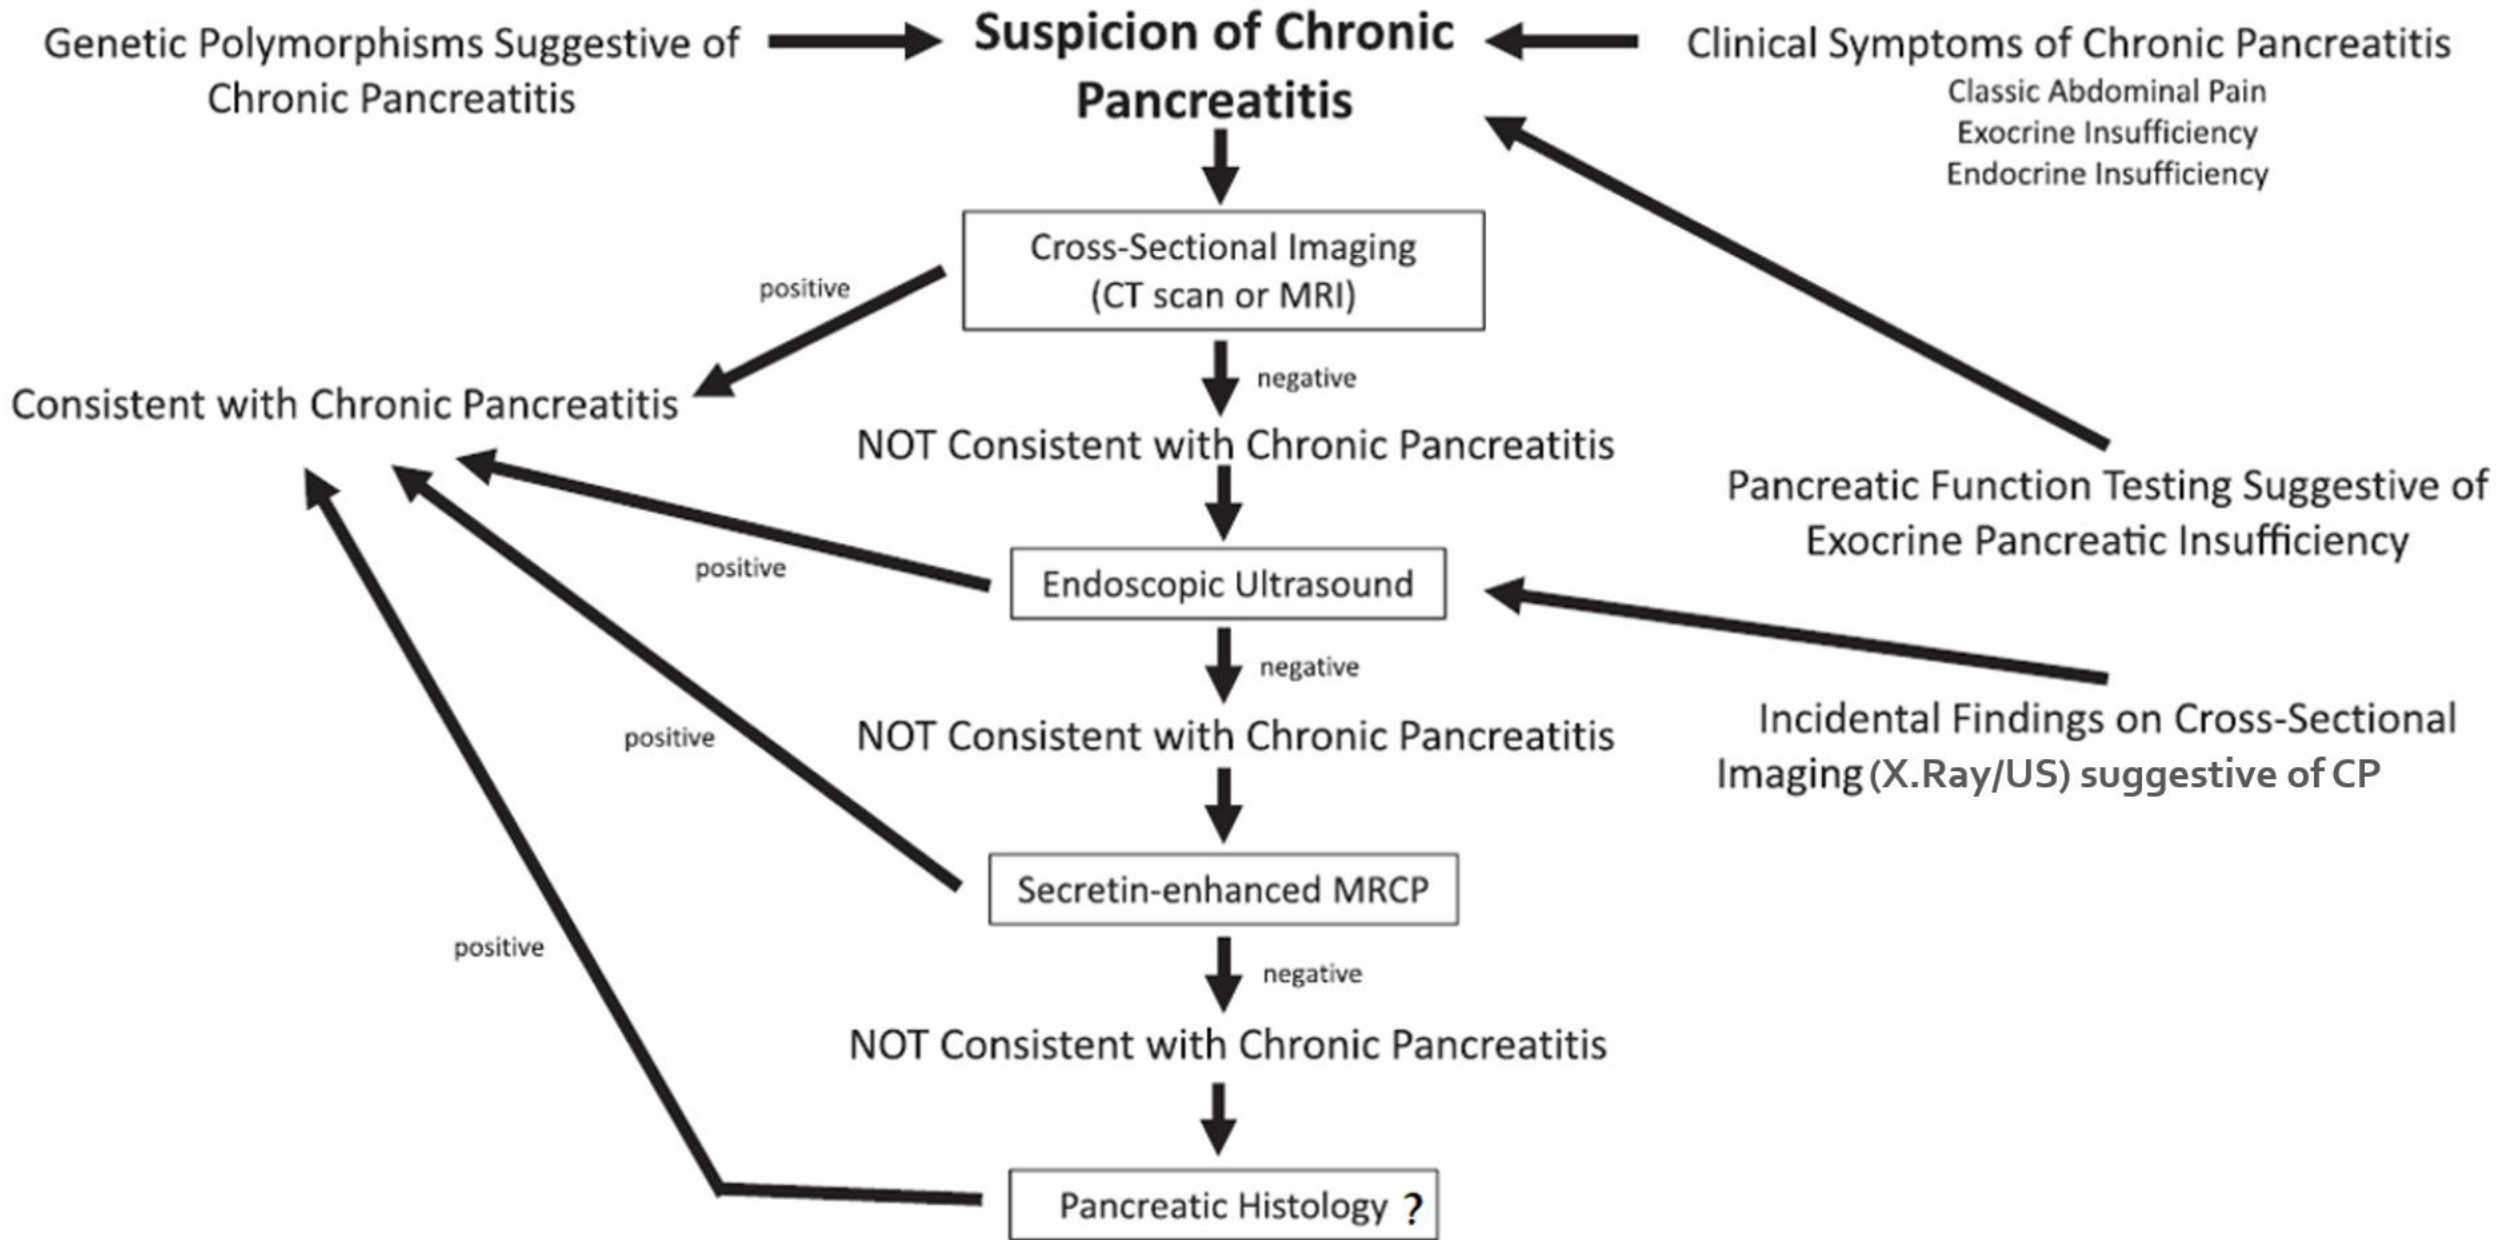 Genetic Polymorphisms Suggestive of
Chronic Pancreatitis
Suspicion of Chronic
Pancreatitis
Clinical Symptoms of Chronic Pancreatitis
Classic Abdominal Pain
Exocrine Insufficiency
Endocrine Insufficiency
Cross-Sectional Imaging
(CT scan or MRI)
positive
negative
Consistent with Chronic Pancreatitis
NOT Consistent with Chronic Pancreatitis
Pancreatic Function Testing Suggestive of
Exocrine Pancreatic Insufficiency
positive
Endoscopic Ultrasound
negative
Incidental Findings on Cross-Sectional
Imaging (X.Ray/US) suggestive of CP
positive
NOT Consistent with Chronic Pancreatitis
Secretin-enhanced MRCP
positive
negative
NOT Consistent with Chronic Pancreatitis
Pancreatic Histology ?